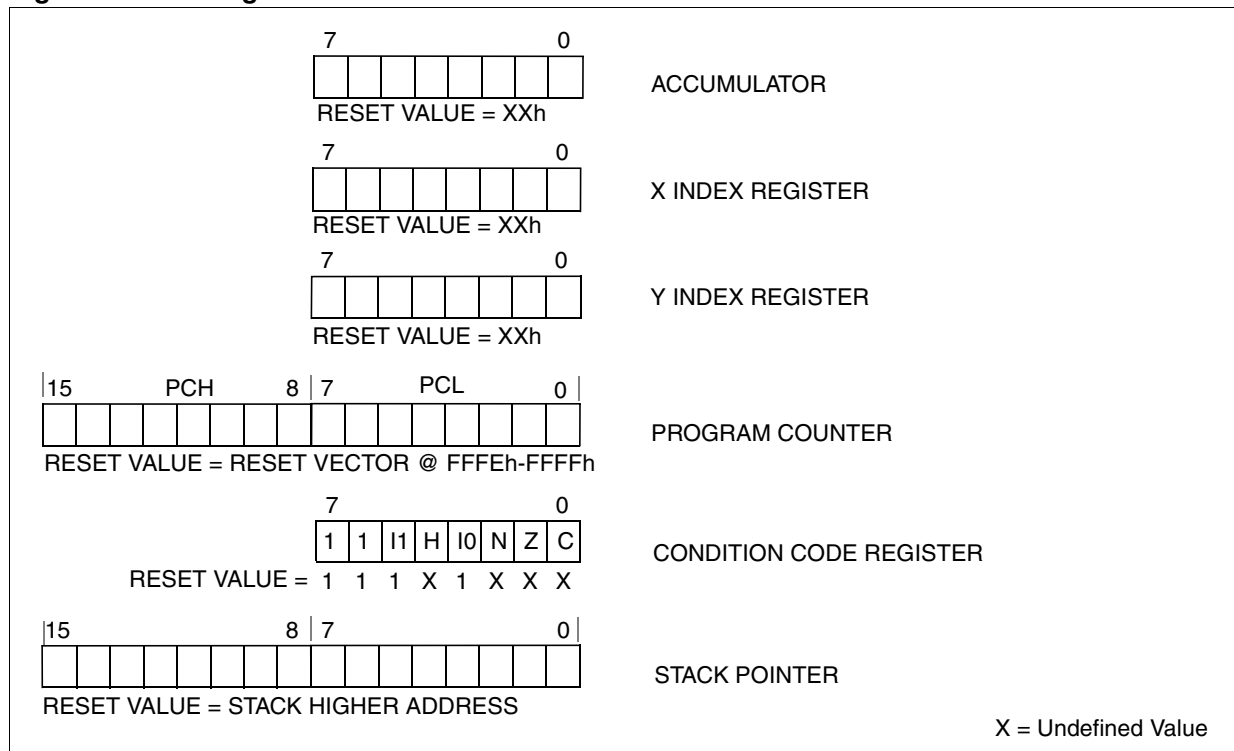 7 0
ACCUMULATOR
RESET VALUE = XXh
7 0
X INDEX REGISTER
RESET VALUE = XXh
7 0
Y INDEX REGISTER
RESET VALUE = XXh
15 PCH 8 7 PCL 0
PROGRAM COUNTER
RESET VALUE = RESET VECTOR @ FFFEh-FFFFh
7 0
1 1 I1 H I0 N Z C
CONDITION CODE REGISTER
RESET VALUE = 1 1 1 X 1 X X X
15 8 7 0
STACK POINTER
RESET VALUE = STACK HIGHER ADDRESS
X = Undefined Value